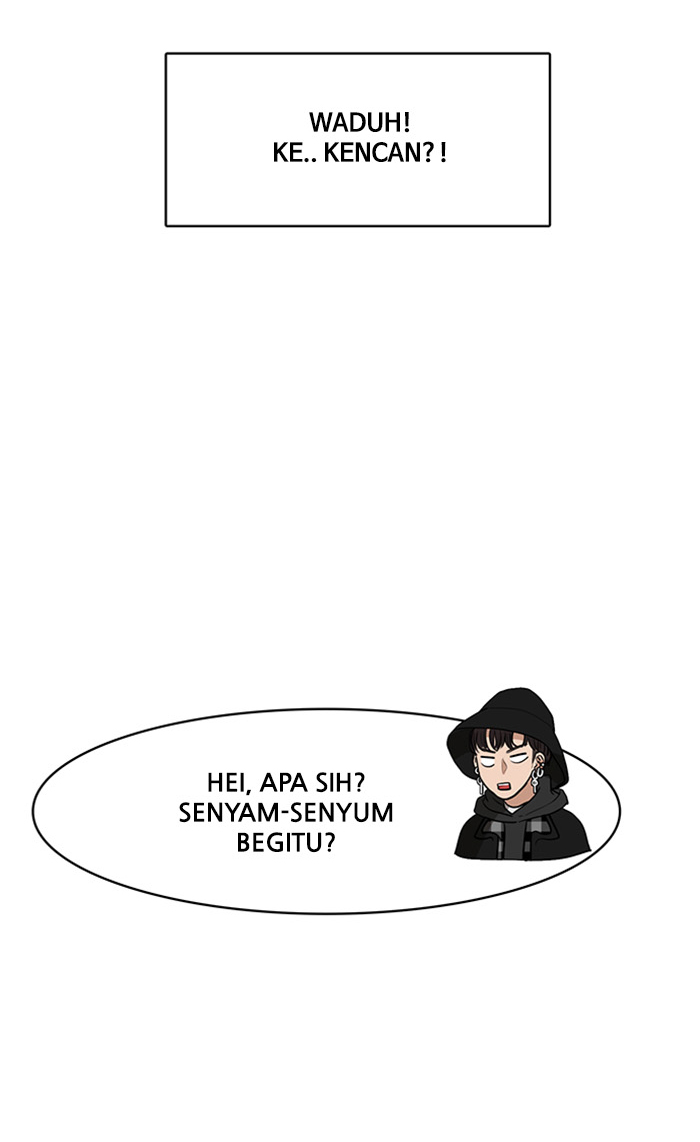 WADUH!
KE.. KENCAN?!
HEI, APA SIH?
SENYAM-SENYUM
BEGITU?